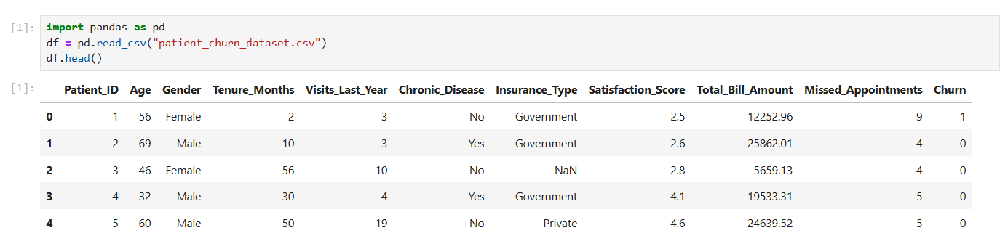 [1]: import pandas as pd
df = pd.read_csv("patient_churn_dataset.csv")
df.head()
[1]:
Patient_ID Age Gender Tenure_Months Visits_Last_Year Chronic_Disease Insurance_Type Satisfaction_Score Total_Bill_Amount Missed_Appointments Churn
0 1 56 Female 2 3 No Government 2.5 12252.96 9 1
1 2 69 Male 10 3 Yes Government 2.6 25862.01 4 0
2 3 46 Female 56 10 No NaN 2.8 5659.13 4 0
3 4 32 Male 30 4 Yes Government 4.1 19533.31 5 0
4 5 60 Male 50 19 No Private 4.6 24639.52 5 0